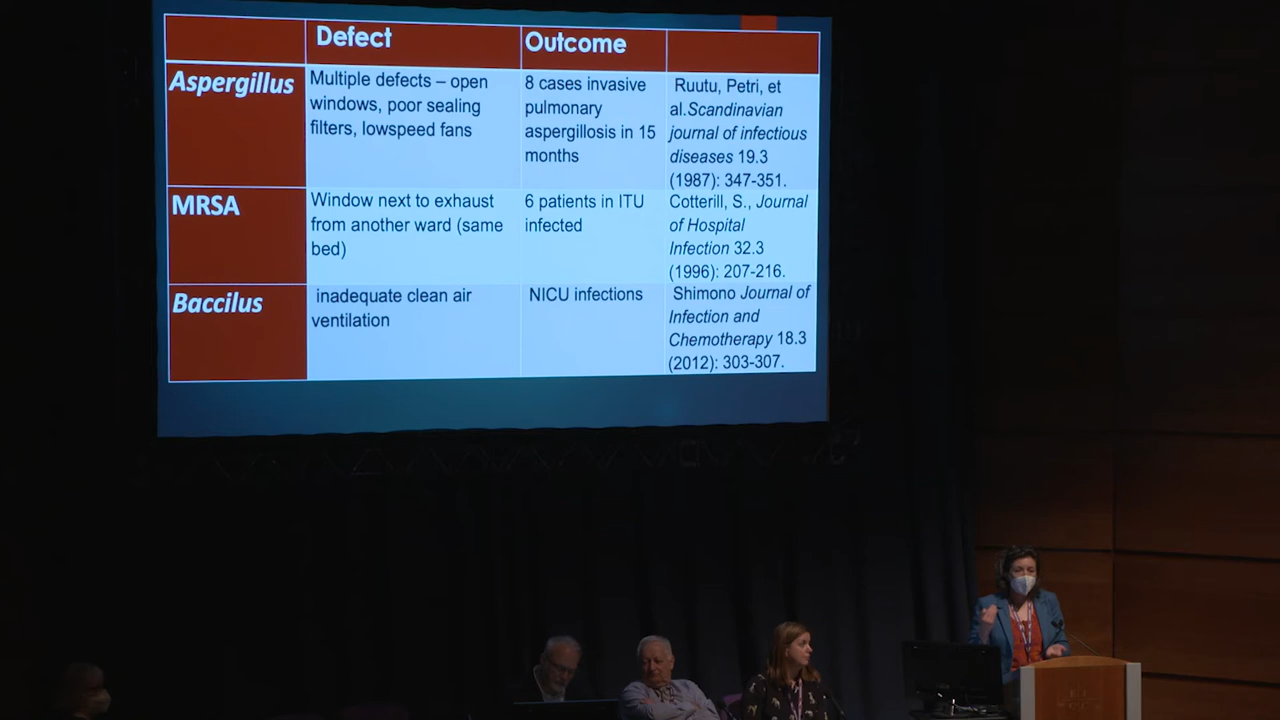 Defect
Outcome
Aspergillus
Multiple defects – open
windows, poor sealing
filters, lowspeed fans
8 cases invasive
pulmonary
aspergillosis in 15
months
Ruutu, Petri, et
al.Scandinavian
journal of infectious
diseases 19.3
(1987): 347-351.
MRSA
Window next to exhaust
from another ward (same
bed)
6 patients in ITU
infected
Cotterill, S., Journal
of Hospital
Infection 32.3
(1996): 207-216.
Baccilus
inadequate clean air
ventilation
NICU infections
Shimono Journal of
Infection and
Chemotherapy 18.3
(2012): 303-307.